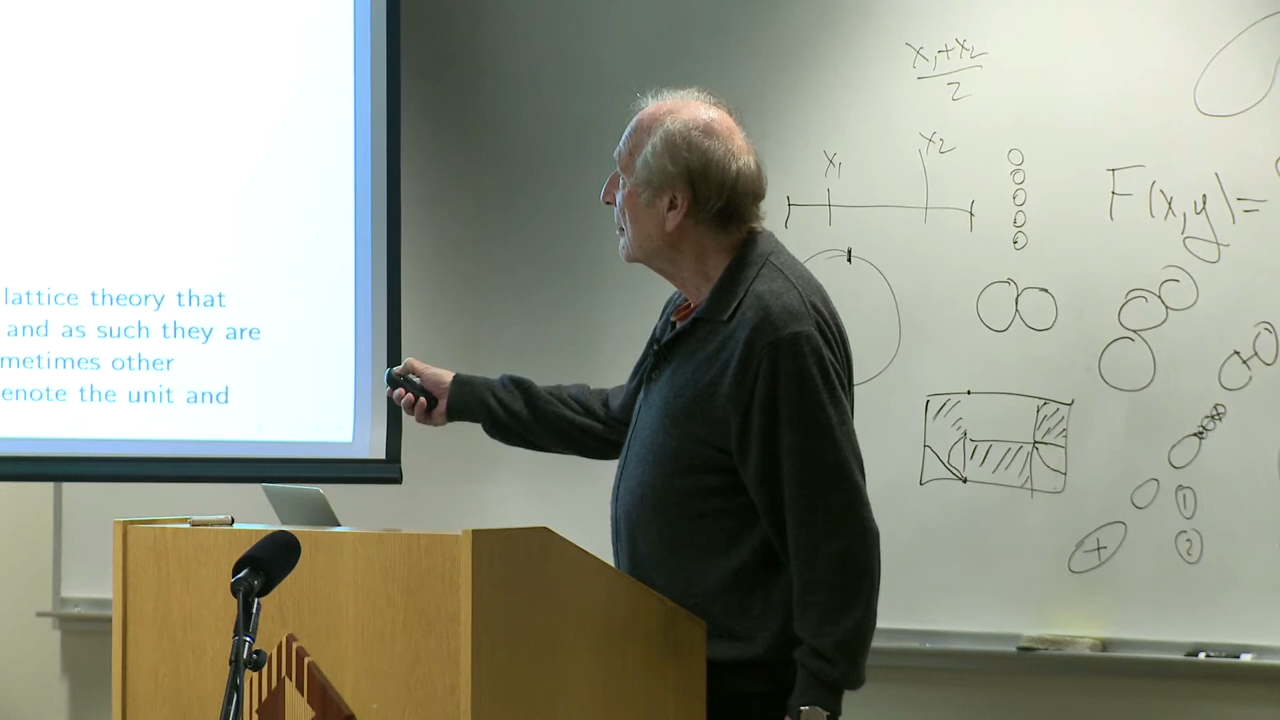 lattice theory that
and as such they are
metimes other
enote the unit and
x₁+x₂
2
x₁
x₂
F(x,y)=
1
+
2